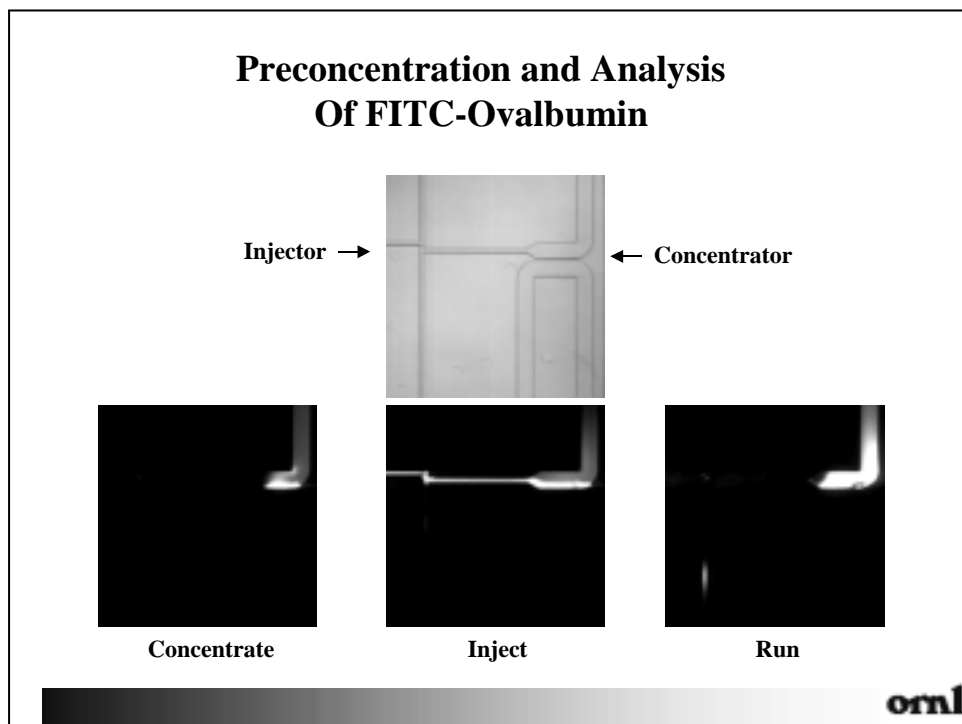 Preconcentration and Analysis
Of FITC-Ovalbumin
Injector
Concentrator
Concentrate
Inject
Run
ornl